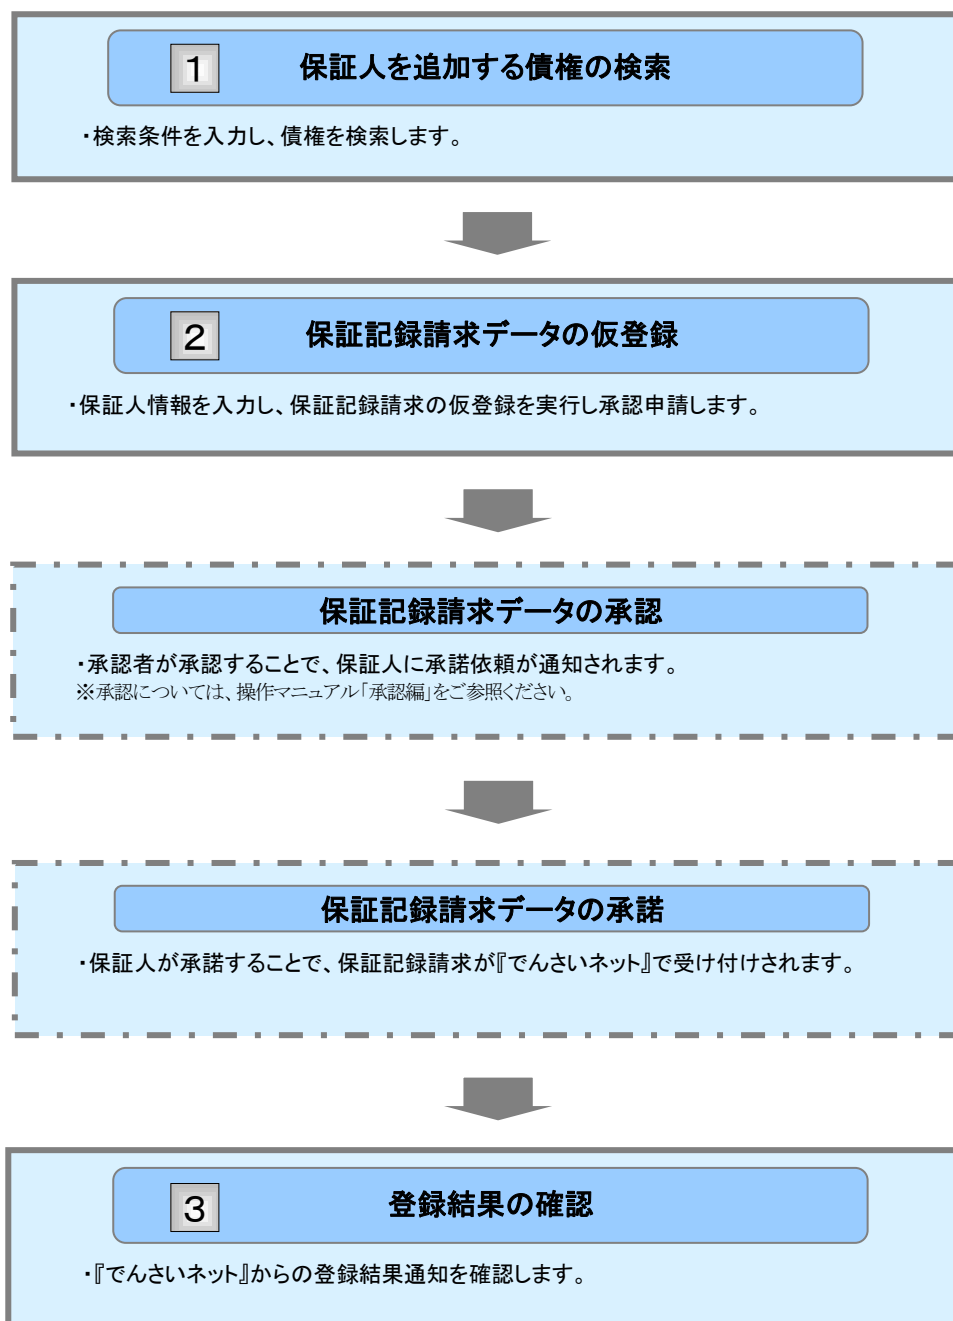 1 保証人を追加する債権の検索
・検索条件を入力し、債権を検索します。
2 保証記録請求データの仮登録
・保証人情報を入力し、保証記録請求の仮登録を実行し承認申請します。
保証記録請求データの承認
・承認者が承認することで、保証人に承諾依頼が通知されます。
※承認については、操作マニュアル「承認編」をご参照ください。
保証記録請求データの承諾
・保証人が承諾することで、保証記録請求が『でんさいネット』で受け付けされます。
3 登録結果の確認
・『でんさいネット』からの登録結果通知を確認します。